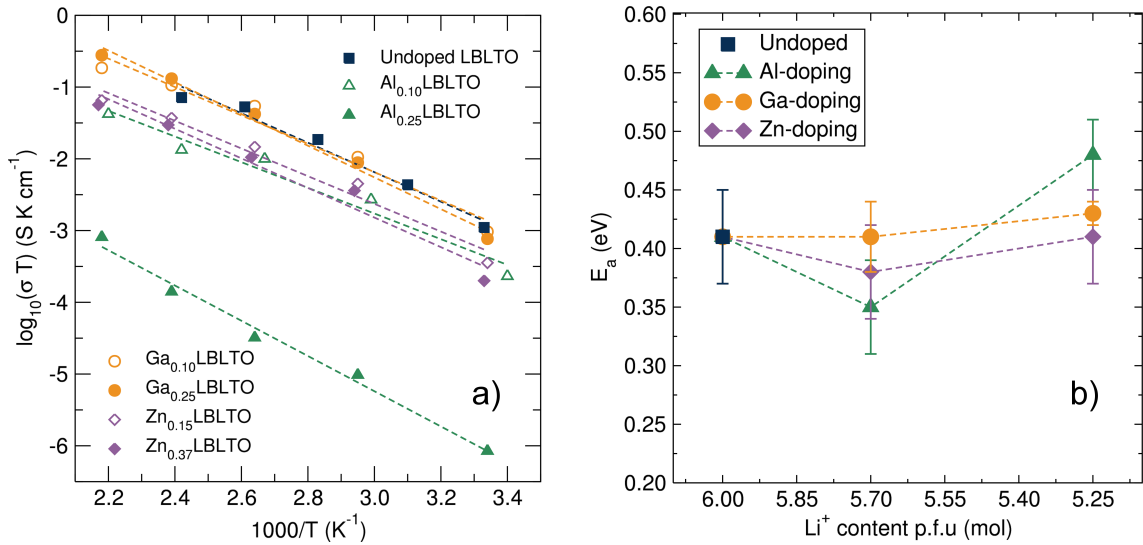 0
-1
-2
-3
-4
-5
-6
log₁₀(σ T) (S K cm⁻¹)
Undoped LBLTO
Al₀.₁₀LBLTO
Al₀.₂₅LBLTO
Ga₀.₁₀LBLTO
Ga₀.₂₅LBLTO
Zn₀.₁₅LBLTO
Zn₀.₃₇LBLTO
a)
2.2 2.4 2.6 2.8 3.0 3.2 3.4
1000/T (K⁻¹)
0.60
0.55
0.50
0.45
0.40
0.35
0.30
0.25
0.20
Eₐ (eV)
Undoped
Al-doping
Ga-doping
Zn-doping
b)
6.00 5.85 5.70 5.55 5.40 5.25
Li⁺ content p.f.u (mol)